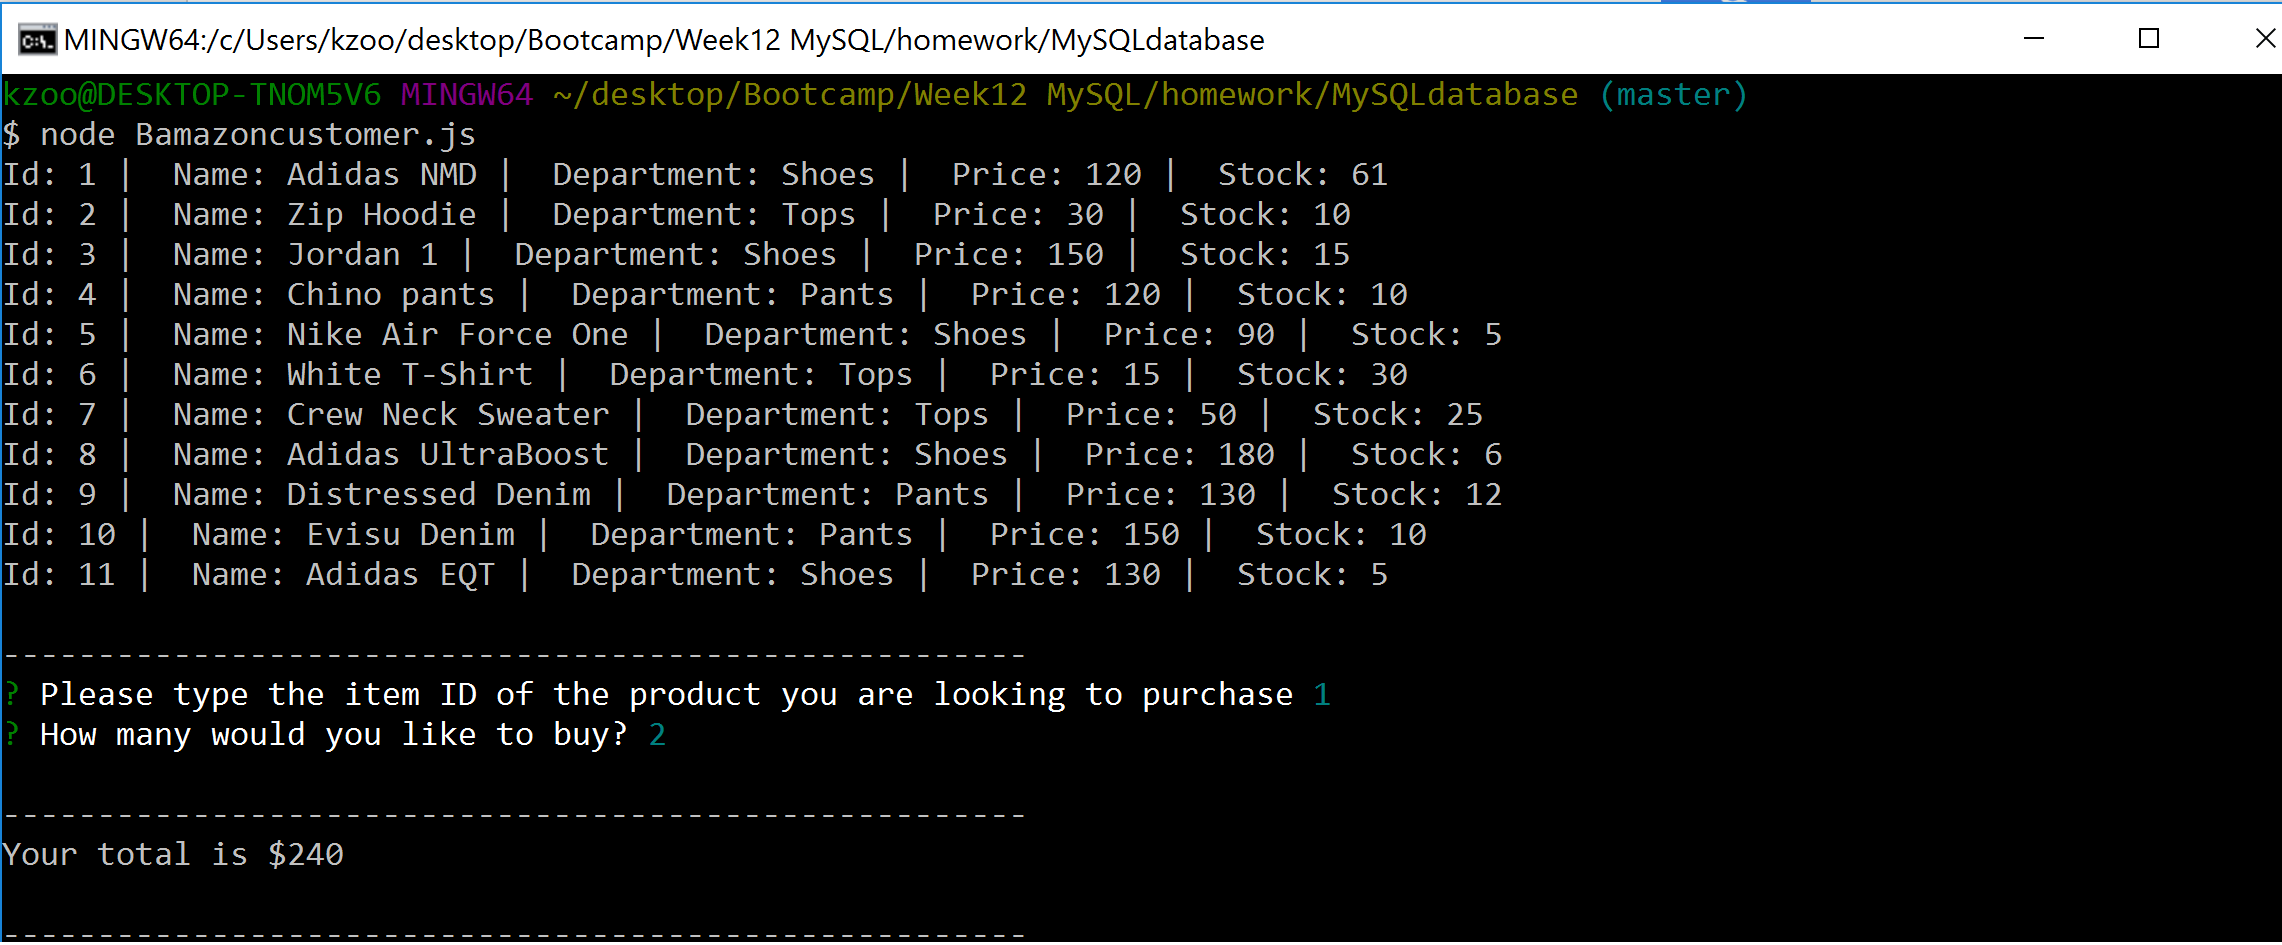 MINGW64:/c/Users/kzoo/desktop/Bootcamp/Week12 MySQL/homework/MySQLdatabase
kzoo@DESKTOP-TNOM5V6 MINGW64 ~/desktop/Bootcamp/Week12 MySQL/homework/MySQLdatabase (master)
$ node Bamazoncustomer.js
Id: 1 |  Name: Adidas NMD |  Department: Shoes |  Price: 120 |  Stock: 61
Id: 2 |  Name: Zip Hoodie |  Department: Tops |  Price: 30 |  Stock: 10
Id: 3 |  Name: Jordan 1 |  Department: Shoes |  Price: 150 |  Stock: 15
Id: 4 |  Name: Chino pants |  Department: Pants |  Price: 120 |  Stock: 10
Id: 5 |  Name: Nike Air Force One |  Department: Shoes |  Price: 90 |  Stock: 5
Id: 6 |  Name: White T-Shirt |  Department: Tops |  Price: 15 |  Stock: 30
Id: 7 |  Name: Crew Neck Sweater |  Department: Tops |  Price: 50 |  Stock: 25
Id: 8 |  Name: Adidas UltraBoost |  Department: Shoes |  Price: 180 |  Stock: 6
Id: 9 |  Name: Distressed Denim |  Department: Pants |  Price: 130 |  Stock: 12
Id: 10 |  Name: Evisu Denim |  Department: Pants |  Price: 150 |  Stock: 10
Id: 11 |  Name: Adidas EQT |  Department: Shoes |  Price: 130 |  Stock: 5
------------------------------------------------------
? Please type the item ID of the product you are looking to purchase 1
? How many would you like to buy? 2
------------------------------------------------------
Your total is $240
------------------------------------------------------